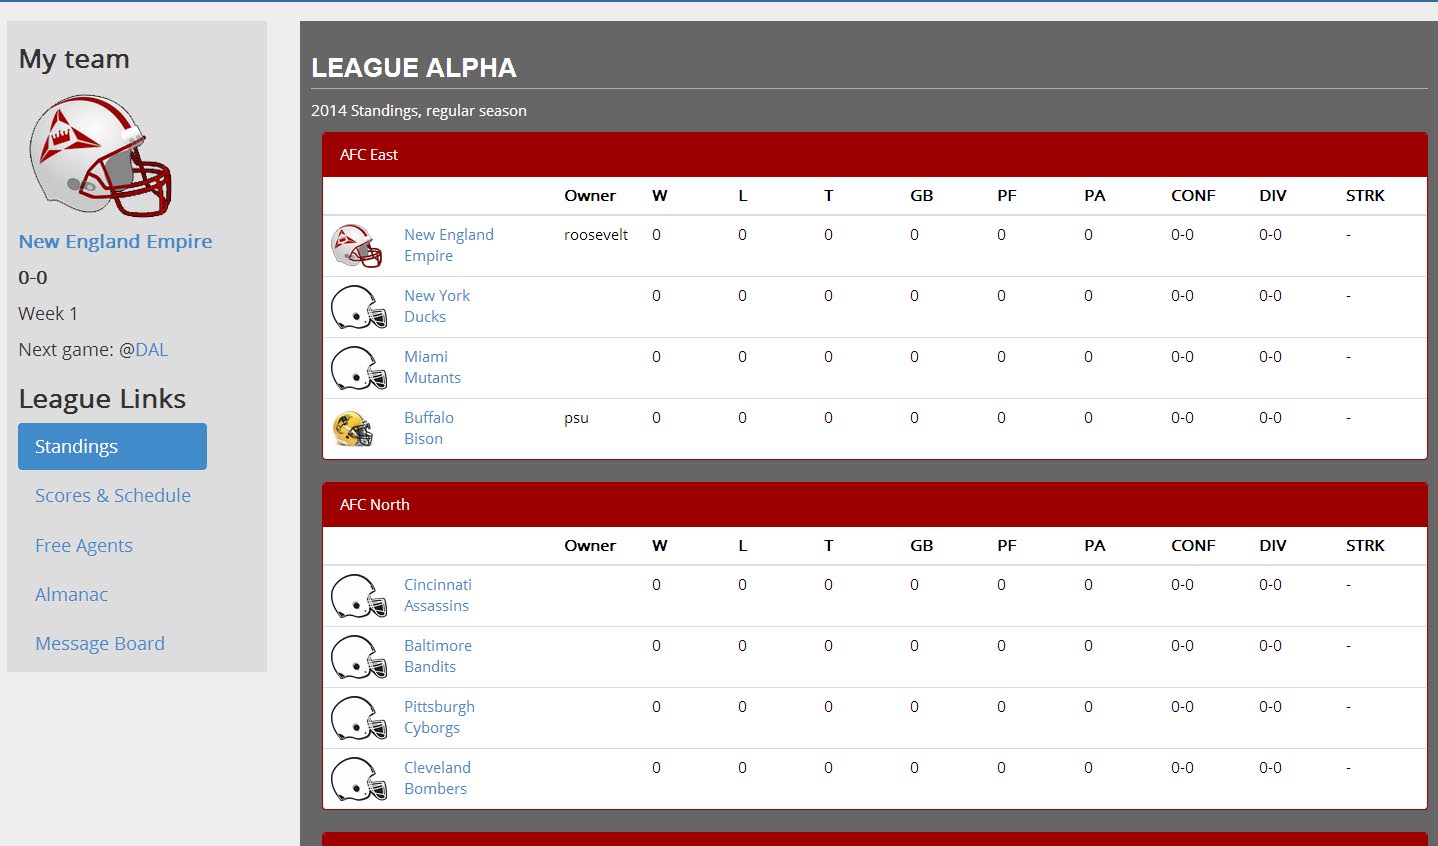 My team
New England Empire
0-0
Week 1
Next game: @DAL
League Links
Standings
Scores & Schedule
Free Agents
Almanac
Message Board
LEAGUE ALPHA
2014 Standings, regular season
AFC East
Owner W L T GB PF PA CONF DIV STRK
New England roosevelt 0 0 0 0 0 0 0-0 0-0 -
Empire
New York 0 0 0 0 0 0 0-0 0-0 -
Ducks
Miami 0 0 0 0 0 0 0-0 0-0 -
Mutants
Buffalo psu 0 0 0 0 0 0 0-0 0-0 -
Bison
AFC North
Owner W L T GB PF PA CONF DIV STRK
Cincinnati 0 0 0 0 0 0 0-0 0-0 -
Assassins
Baltimore 0 0 0 0 0 0 0-0 0-0 -
Bandits
Pittsburgh 0 0 0 0 0 0 0-0 0-0 -
Cyborgs
Cleveland 0 0 0 0 0 0 0-0 0-0 -
Bombers